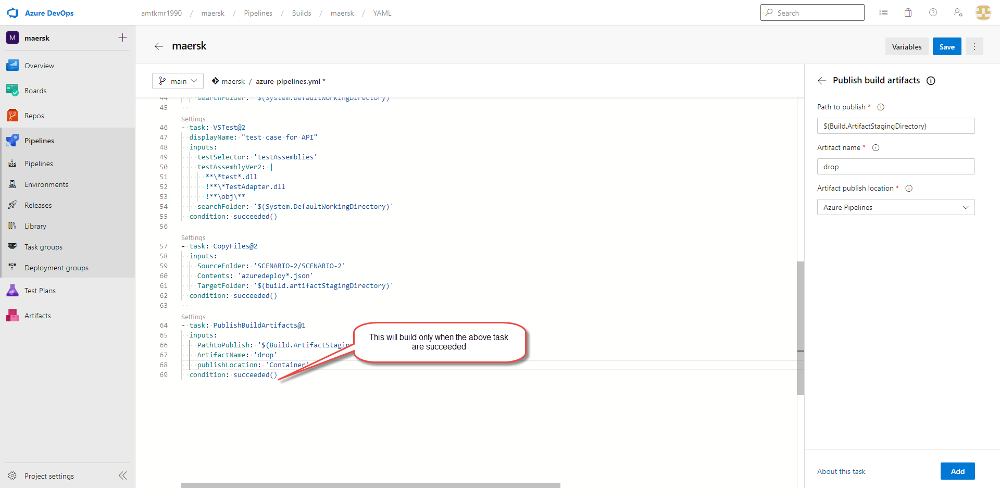 Azure DevOps
amtkmr1990 / maersk / Pipelines / Builds / maersk / YAML
Search
M maersk
Overview
Boards
Repos
Pipelines
Pipelines
Environments
Releases
Library
Task groups
Deployment groups
Test Plans
Artifacts
Project settings
maersk
Variables
Save
main
maersk / azure-pipelines.yml *
44 searchFolder: '$(System.DefaultWorkingDirectory)'
45
Settings
46 - task: VSTest@2
47 displayName: "test case for API"
48 inputs:
49 testSelector: 'testAssemblies'
50 testAssemblyVer2: |
51 **\*test*.dll
52 !**\*TestAdapter.dll
53 !**\obj\**
54 searchFolder: '$(System.DefaultWorkingDirectory)'
55 condition: succeeded()
56
Settings
57 - task: CopyFiles@2
58 inputs:
59 SourceFolder: 'SCENARIO-2/SCENARIO-2'
60 Contents: 'azuredeploy*.json'
61 TargetFolder: '$(build.artifactStagingDirectory)'
62 condition: succeeded()
63
Settings
64 - task: PublishBuildArtifacts@1
65 inputs:
66 PathtoPublish: '$(Build.ArtifactStaging
67 ArtifactName: 'drop'
68 publishLocation: 'Container'
69 condition: succeeded()
This will build only when the above task
are succeeded
Publish build artifacts
Path to publish *
$(Build.ArtifactStagingDirectory)
Artifact name *
drop
Artifact publish location *
Azure Pipelines
About this task
Add